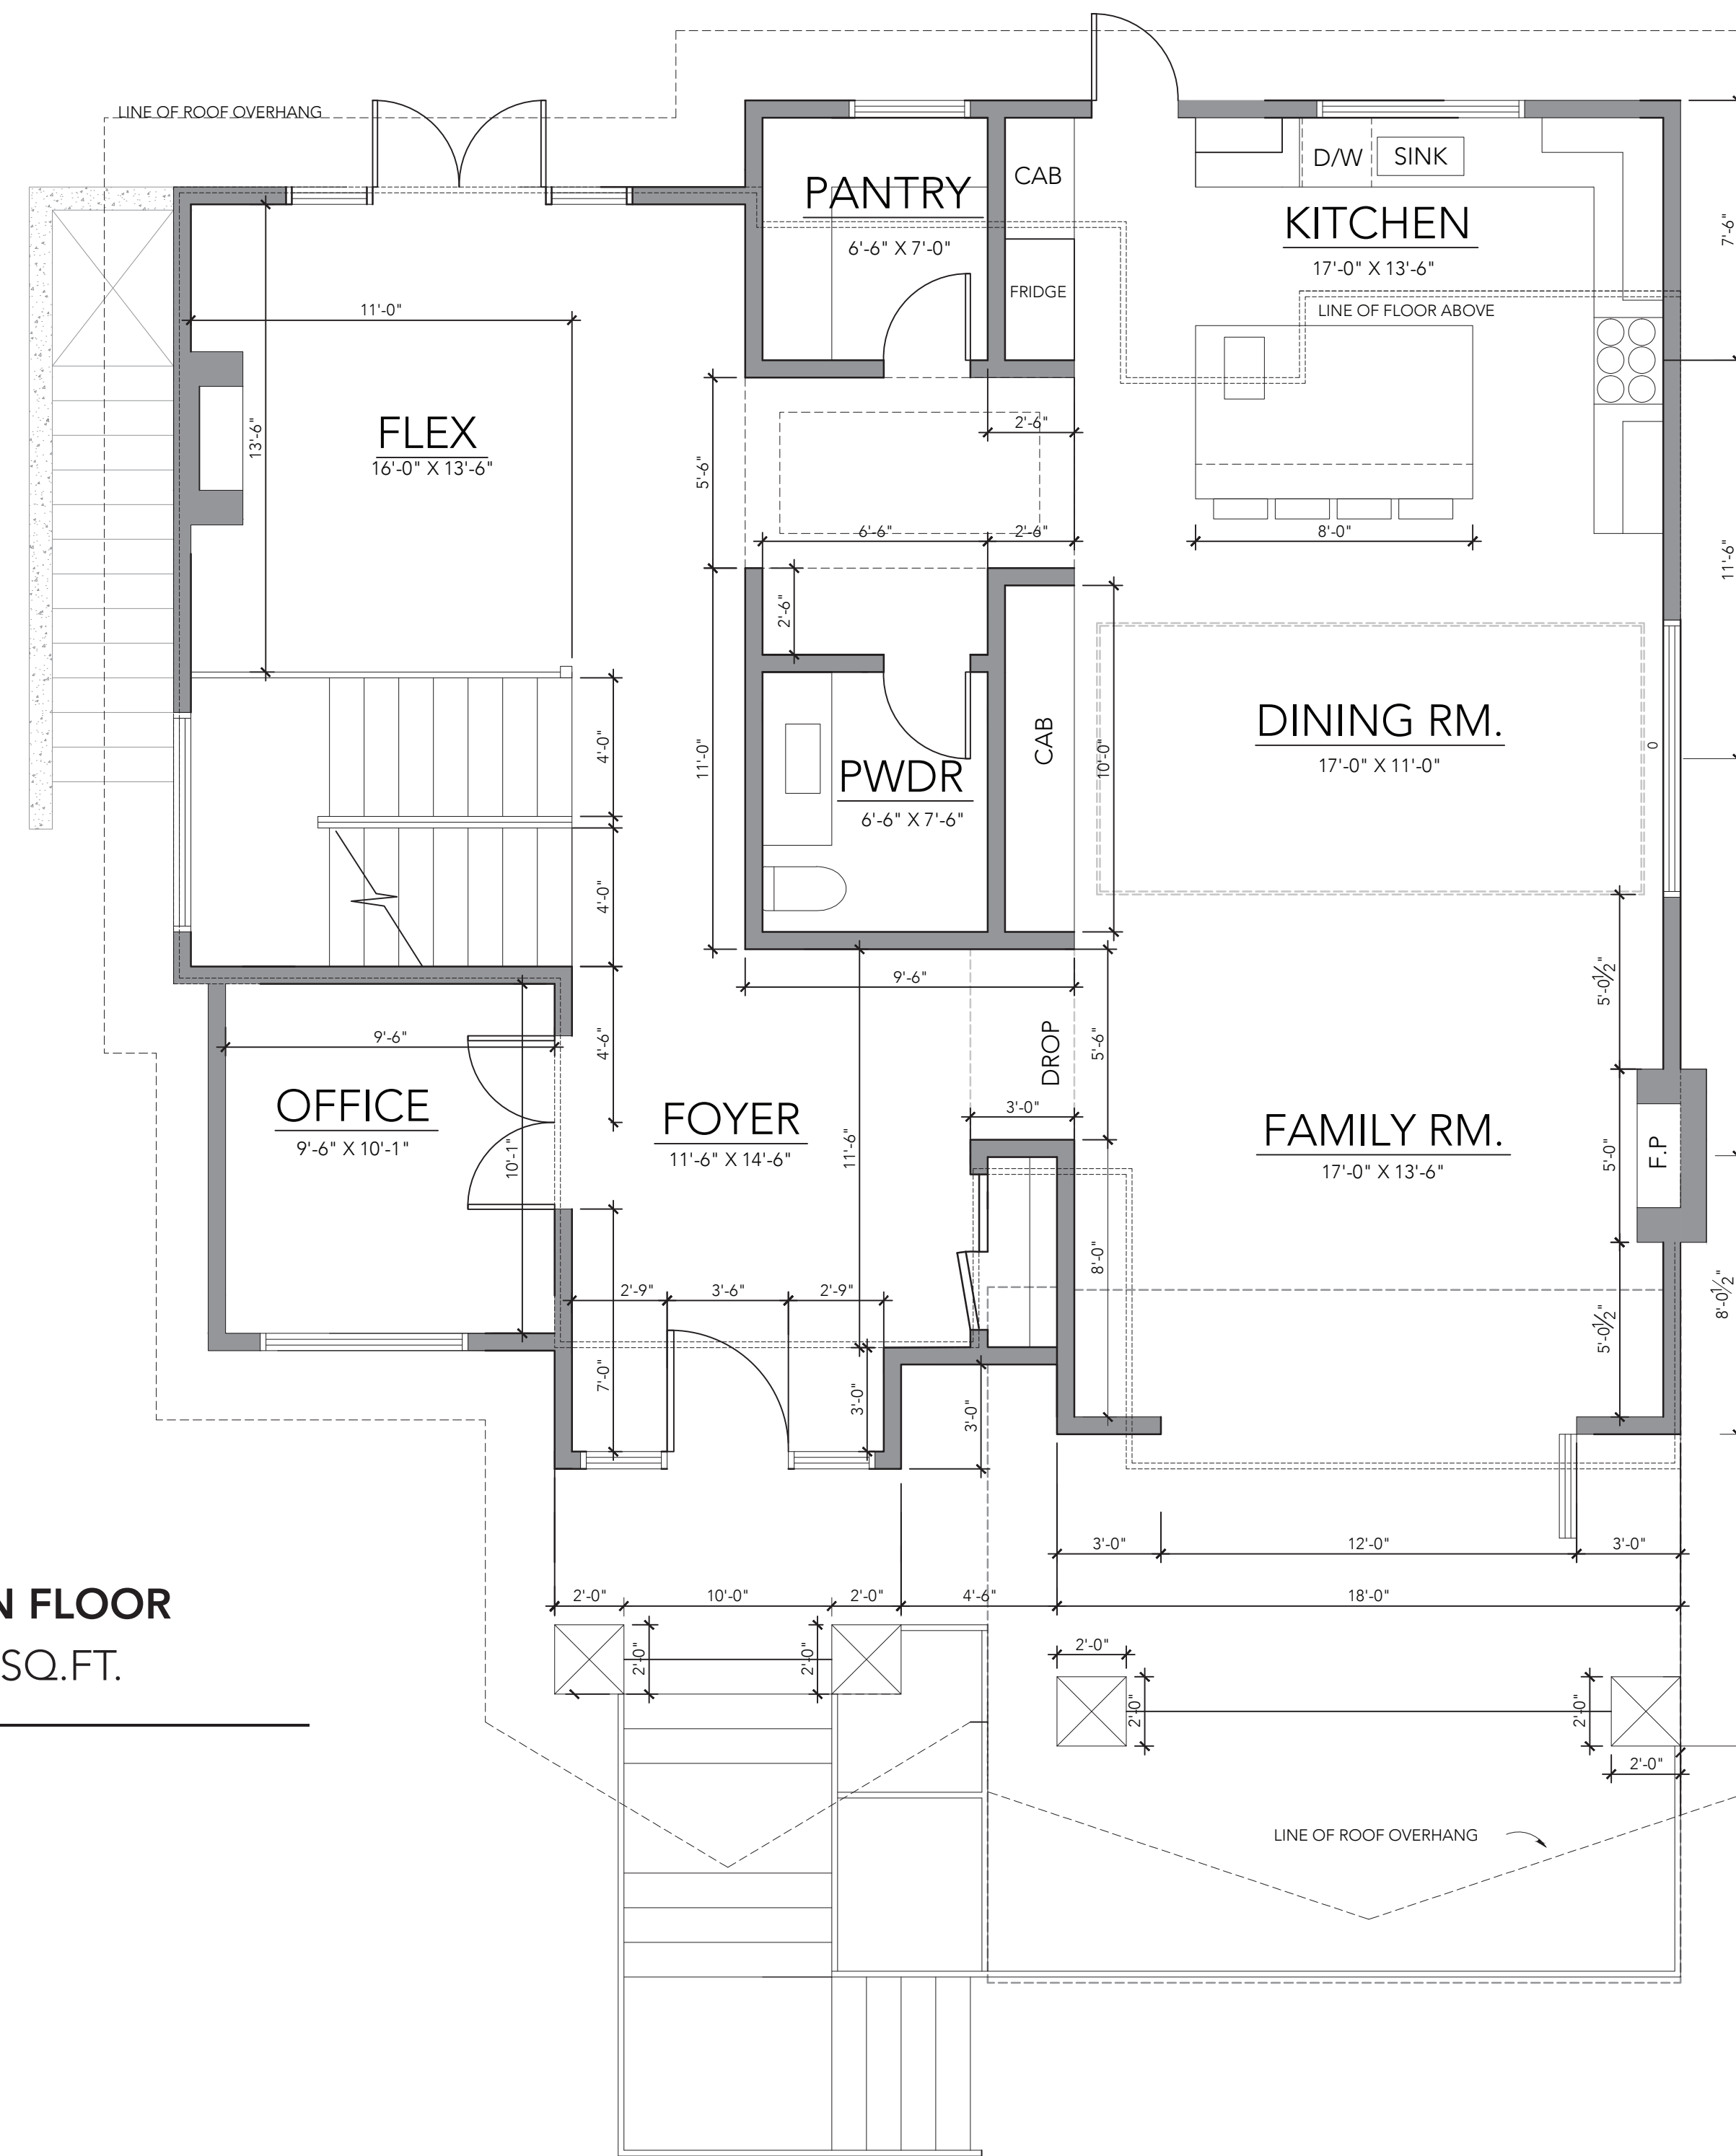 LINE OF ROOF OVERHANG
PANTRY
6'-6" X 7'-0"
CAB
FRIDGE
D/W
SINK
KITCHEN
17'-0" X 13'-6"
LINE OF FLOOR ABOVE
7'-6"
11'-0"
13'-6"
FLEX
16'-0" X 13'-6"
5'-6"
2'-6"
6'-6"
2'-6"
8'-0"
11'-6"
2'-6"
4'-0"
11'-0"
PWDR
6'-6" X 7'-6"
CAB
10'-0"
DINING RM.
17'-0" X 11'-0"
0
4'-0"
9'-6"
5'-0½"
9'-6"
4'-6"
DROP
5'-6"
OFFICE
9'-6" X 10'-1"
10'-1"
FOYER
11'-6" X 14'-6"
11'-6"
3'-0"
FAMILY RM.
17'-0" X 13'-6"
5'-0"
F.P
8'-0"
2'-9"
3'-6"
2'-9"
5'-0½"
8'-0½"
7'-0"
3'-0"
3'-0"
3'-0"
12'-0"
3'-0"
2'-0"
10'-0"
2'-0"
4'-6"
18'-0"
N FLOOR
SQ.FT.
2'-0"
2'-0"
2'-0"
2'-0"
2'-0"
2'-0"
LINE OF ROOF OVERHANG